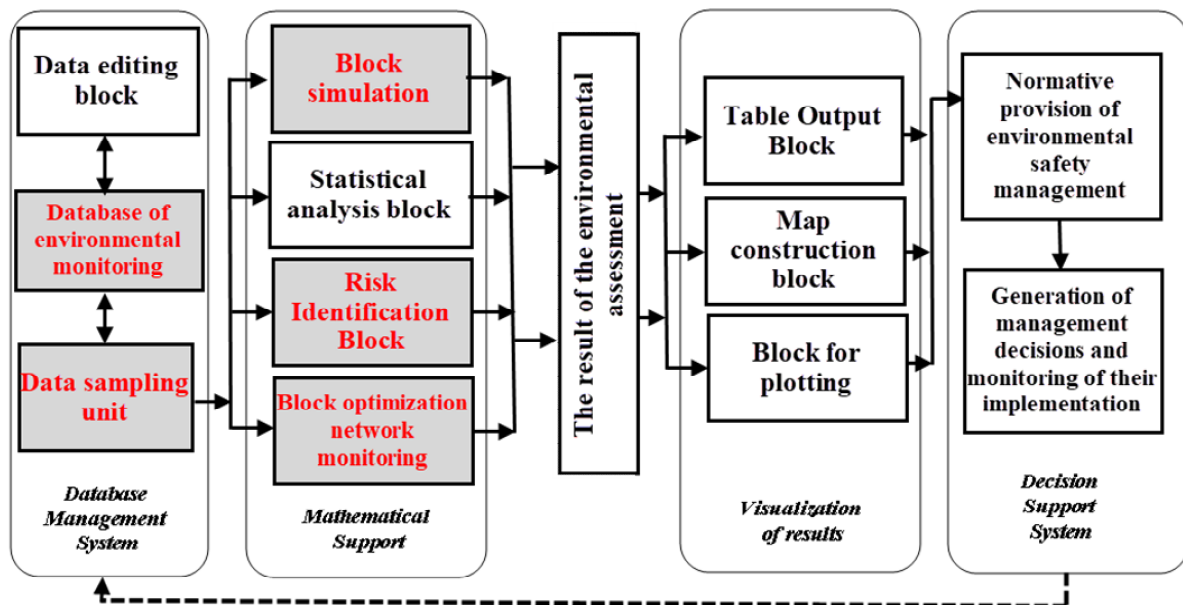 Data editing
block
Database of
environmental
monitoring
Data sampling
unit
Database
Management
System
Block
simulation
Statistical
analysis block
Risk
Identification
Block
Block optimization
network
monitoring
Mathematical
Support
The result of the environmental
assessment
Table Output
Block
Map
construction
block
Block for
plotting
Visualization
of results
Normative
provision of
environmental
safety
management
Generation of
management
decisions and
monitoring of their
implementation
Decision
Support
System